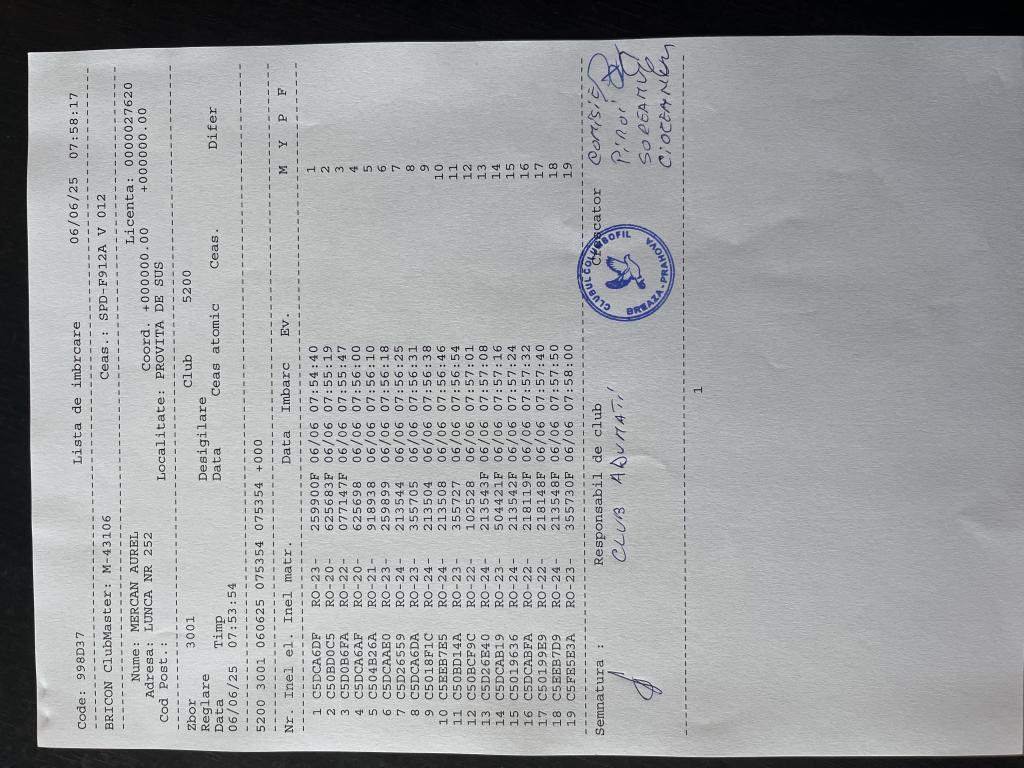 Code: 998D37 Lista de imbrcare 06/06/25 07:58:17
BRICON ClubMaster: M-43106 Ceas.: SPD-F912A V 012
Nume: MERCAN AUREL Licenta: 0000027620
Adresa: LUNCA NR 252 Coord. +000000.00 +0000000.00
Cod Post.: Localitate: PROVITA DE SUS
Zbor 3001 Club 5200
Reglare Desigilare
Data Timp Data Ceas atomic Ceas. Difer
06/06/25 07:53:54
5200 3001 060625 075354 075354 +000
Nr. Inel el. Inel matr. Data Imbarc Ev. M Y P F
1 C5DCA6DF RO-23- 259900F 06/06 07:54:40 1
2 C50BD0C5 RO-20- 625683F 06/06 07:55:19 2
3 C5D0B6FA RO-22- 077147F 06/06 07:55:47 3
4 C5DCA6AF RO-20- 625698 06/06 07:56:00 4
5 C504B26A RO-21- 918938 06/06 07:56:10 5
6 C5DCAAE0 RO-23- 259899 06/06 07:56:18 6
7 C5D26559 RO-24- 213544 06/06 07:56:25 7
8 C5DCA6DA RO-23- 355705 06/06 07:56:31 8
9 C5018F1C RO-24- 213504 06/06 07:56:38 9
10 C5EEB7E5 RO-24- 213508 06/06 07:56:46 10
11 C50BD14A RO-23- 355727 06/06 07:56:54 11
12 C50BCF9C RO-22- 102528 06/06 07:57:01 12
13 C5D26E40 RO-24- 213543F 06/06 07:57:08 13
14 C5DCAB19 RO-23- 504421F 06/06 07:57:16 14
15 C5019636 RO-24- 213542F 06/06 07:57:24 15
16 C5DCABFA RO-22- 218119F 06/06 07:57:32 16
17 C50199E9 RO-22- 218148F 06/06 07:57:40 17
18 C5EEB7D9 RO-24- 213548F 06/06 07:57:50 18
19 C5FE5E3A RO-23- 355730F 06/06 07:58:00 19
Semnatura : Responsabil de club Crescator
CLUB ADUNATI
CLUBUL COLUMBOFIL
BREAZA-PRAHOVA
comisie
Pinoi
1